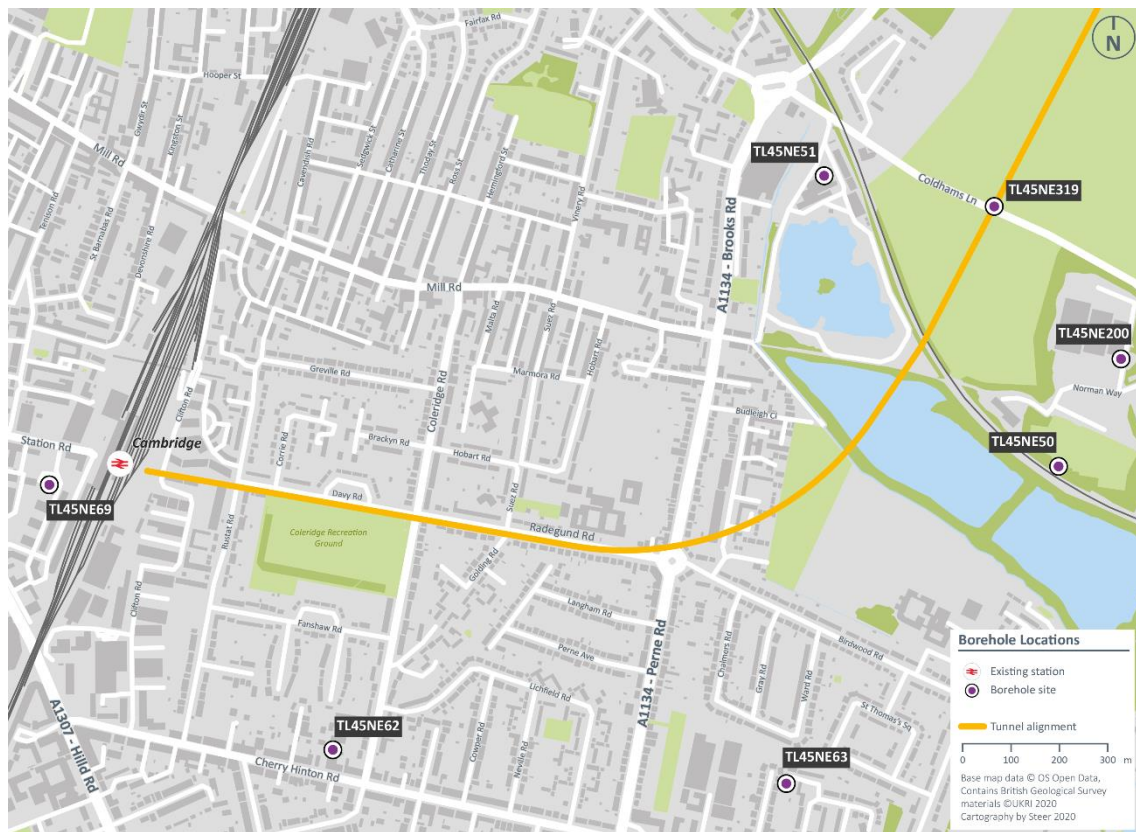 Fairfax Rd
N
Hooper St
Gwydir St
Kingston St
Mill Rd
Cavendish Rd
Sedgwick St
Catharine St
Thoday St
Ross St
Hemingford St
Vinery Rd
TL45NE51
Coldhams Ln
TL45NE319
Tenison Rd
St Barnabas Rd
Devonshire Rd
A1134 - Brooks Rd
Mill Rd
Malta Rd
Suez Rd
Hobart Rd
TL45NE200
Greville Rd
Marmora Rd
Norman Way
Clifton Rd
Coleridge Rd
Budleigh Cl
Station Rd
Cambridge
Corrie Rd
Brackyn Rd
Hobart Rd
TL45NE50
TL45NE69
Davy Rd
Suez Rd
Rustat Rd
Coleridge Recreation
Ground
Radegund Rd
Golding Rd
Clifton Rd
Langham Rd
Fanshaw Rd
Perne Ave
Birdwood Rd
Chalmers Rd
Gray Rd
Ward Rd
A1134 - Perne Rd
Lichfield Rd
St Thomas's Sq
A1307 - Hilld Rd
TL45NE62
Cowper Rd
Neville Rd
TL45NE63
Cherry Hinton Rd
Borehole Locations
Existing station
Borehole site
Tunnel alignment
0 100 200 300 m
Base map data © OS Open Data,
Contains British Geological Survey
materials ©UKRI 2020
Cartography by Steer 2020